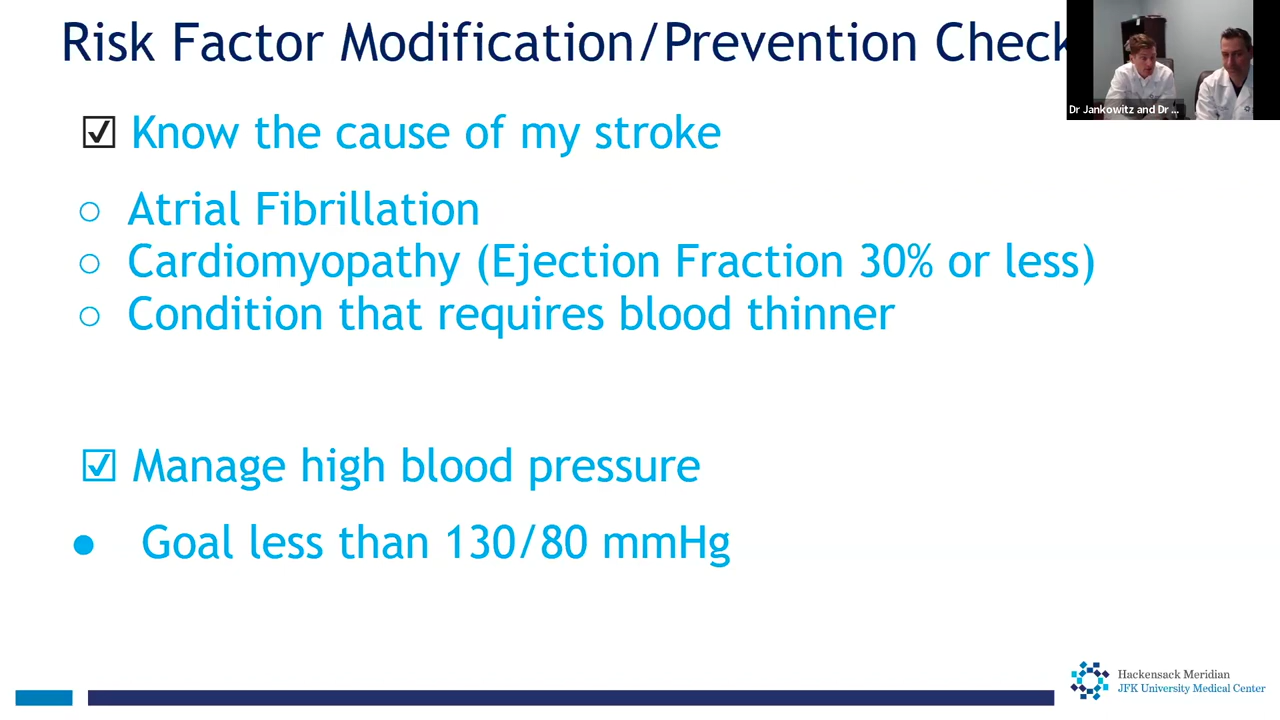 Risk Factor Modification/Prevention Check
Dr Jankowitz and Dr ...
☑ Know the cause of my stroke
○ Atrial Fibrillation
○ Cardiomyopathy (Ejection Fraction 30% or less)
○ Condition that requires blood thinner
☑ Manage high blood pressure
● Goal less than 130/80 mmHg
Hackensack Meridian
JFK University Medical Center